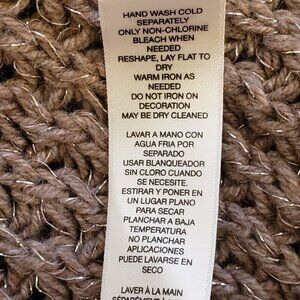 HAND WASH COLD
SEPARATELY
ONLY NON-CHLORINE
BLEACH WHEN
NEEDED
RESHAPE, LAY FLAT TO
DRY
WARM IRON AS
NEEDED
DO NOT IRON ON
DECORATION
MAY BE DRY CLEANED
LAVAR A MANO CON
AGUA FRIA POR
SEPARADO
USAR BLANQUEADOR
SIN CLORO CUANDO
SE NECESITE.
ESTIRAR Y PONER EN
UN LUGAR PLANO
PARA SECAR
PLANCHAR A BAJA
TEMPERATURA
NO PLANCHAR
APLICACIONES
PUEDE LAVARSE EN
SECO
LAVER À LA MAIN